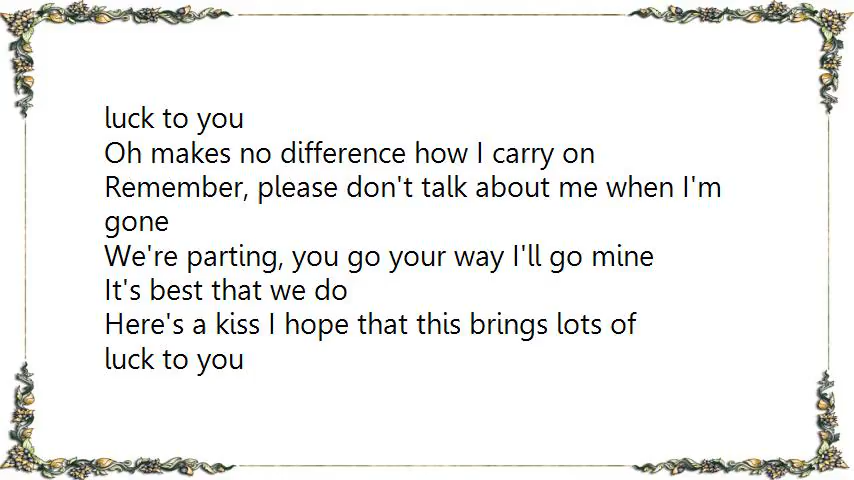 luck to you
Oh makes no difference how I carry on
Remember, please don't talk about me when I'm
gone
We're parting, you go your way I'll go mine
It's best that we do
Here's a kiss I hope that this brings lots of
luck to you